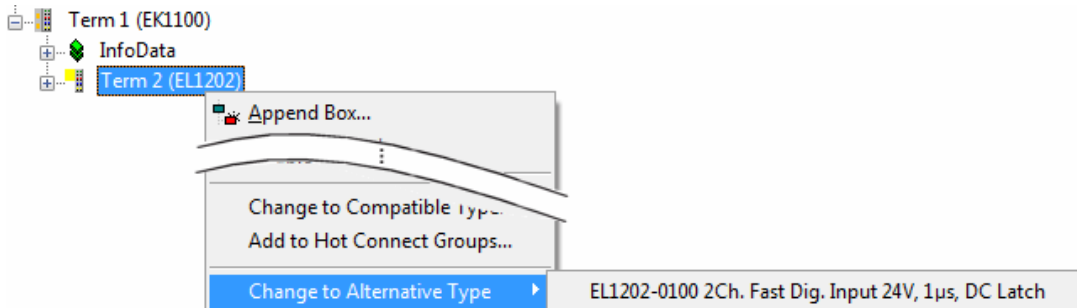 Term 1 (EK1100)
InfoData
Term 2 (EL1202)
Append Box...
Change to Compatible
Add to Hot Connect Groups...
Change to Alternative Type
EL1202-0100 2Ch. Fast Dig. Input 24V, 1µs, DC Latch